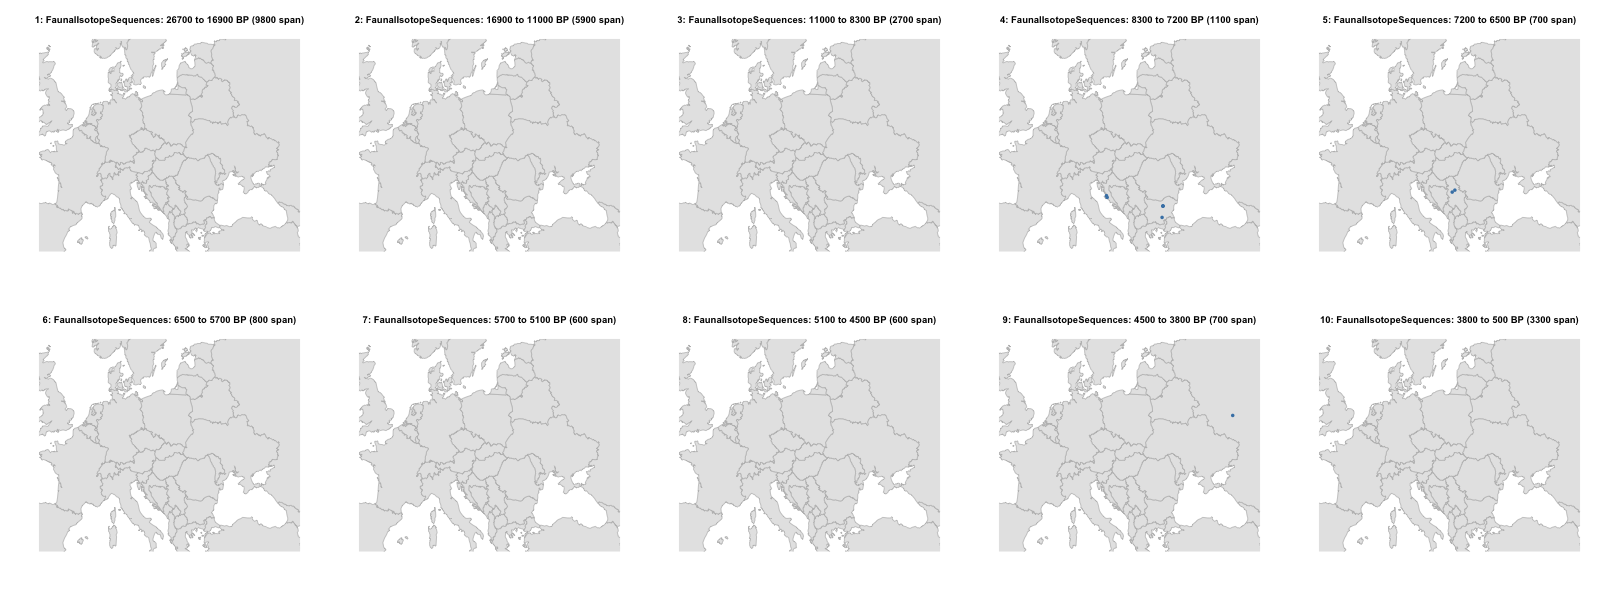 1: FaunalIsotopeSequences: 26700 to 16900 BP (9800 span)
2: FaunalIsotopeSequences: 16900 to 11000 BP (5900 span)
3: FaunalIsotopeSequences: 11000 to 8300 BP (2700 span)
4: FaunalIsotopeSequences: 8300 to 7200 BP (1100 span)
5: FaunalIsotopeSequences: 7200 to 6500 BP (700 span)
6: FaunalIsotopeSequences: 6500 to 5700 BP (800 span)
7: FaunalIsotopeSequences: 5700 to 5100 BP (600 span)
8: FaunalIsotopeSequences: 5100 to 4500 BP (600 span)
9: FaunalIsotopeSequences: 4500 to 3800 BP (700 span)
10: FaunalIsotopeSequences: 3800 to 500 BP (3300 span)